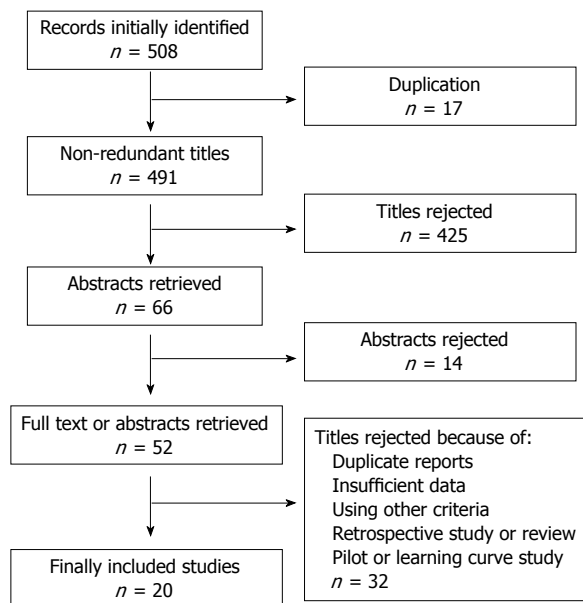 Records initially identified
n = 508
Duplication
n = 17
Non-redundant titles
n = 491
Titles rejected
n = 425
Abstracts retrieved
n = 66
Abstracts rejected
n = 14
Full text or abstracts retrieved
n = 52
Titles rejected because of:
Duplicate reports
Insufficient data
Using other criteria
Retrospective study or review
Pilot or learning curve study
n = 32
Finally included studies
n = 20